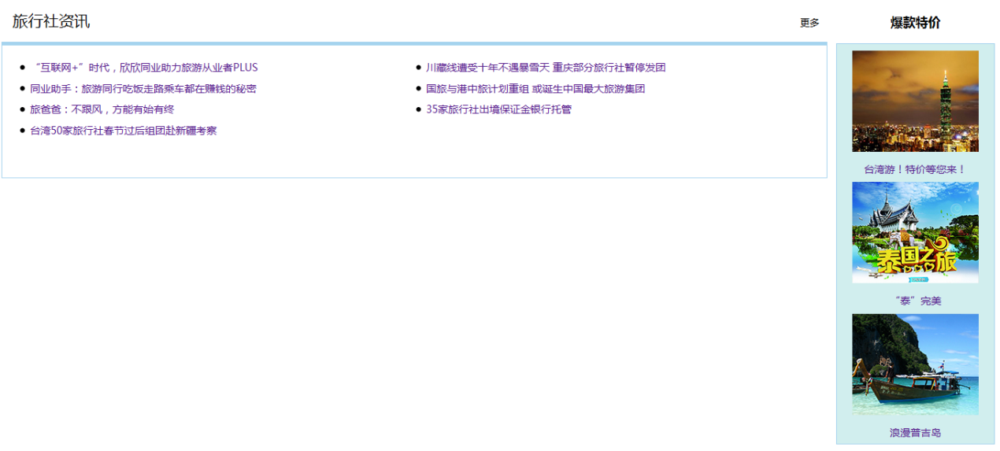 旅行社资讯
更多
“互联网+”时代，欣欣同业助力旅游从业者PLUS
同业助手：旅游同行吃饭走路乘车都在赚钱的秘密
旅爸爸：不跟风，方能有始有终
台湾50家旅行社春节过后组团赴新疆考察
川藏线遭受十年不遇暴雪天 重庆部分旅行社暂停发团
国旅与港中旅计划重组 或诞生中国最大旅游集团
35家旅行社出境保证金银行托管
爆款特价
台湾游！特价等您来！
泰国之旅
“泰”完美
浪漫普吉岛